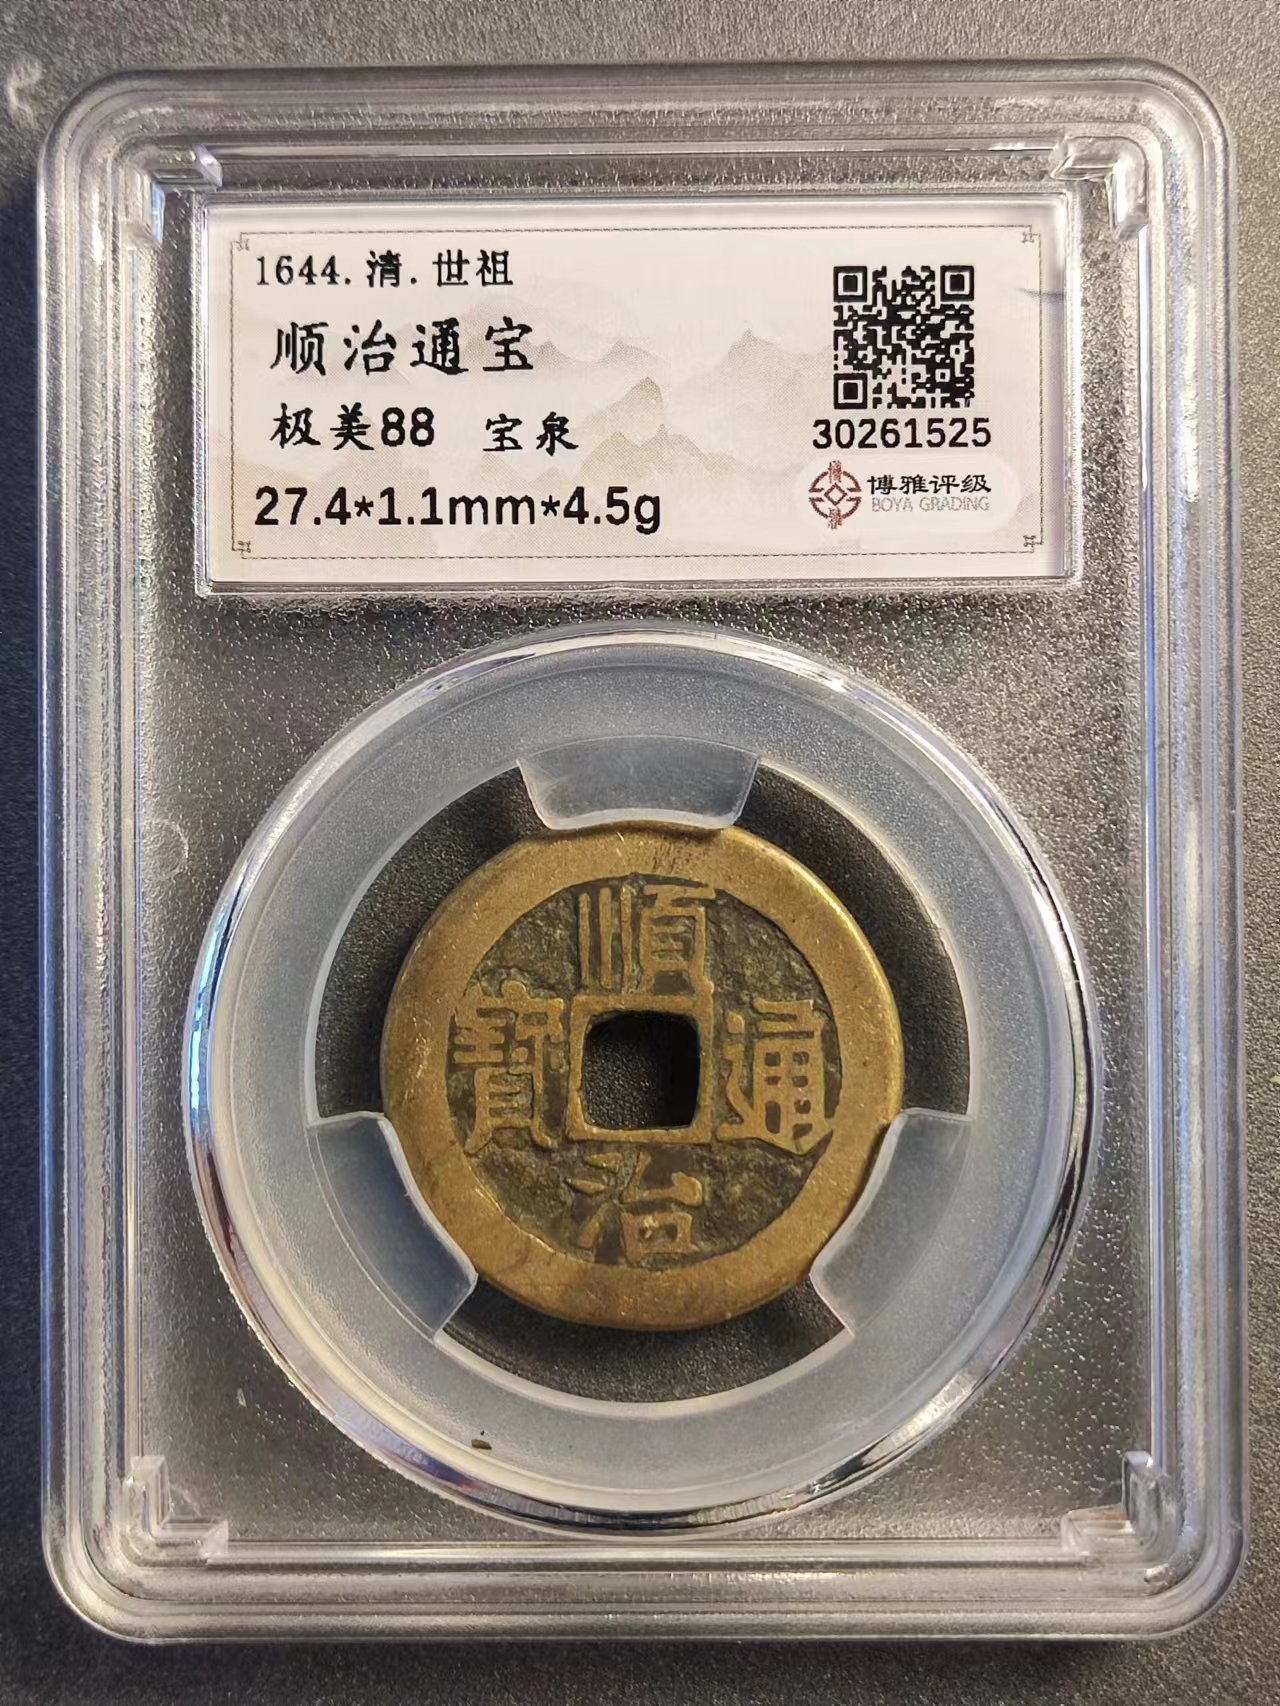 1644.清.世祖
顺治通宝
极美88 宝泉
27.4*1.1mm*4.5g
30261525
博雅评级
BOYA GRADING
順治通寶